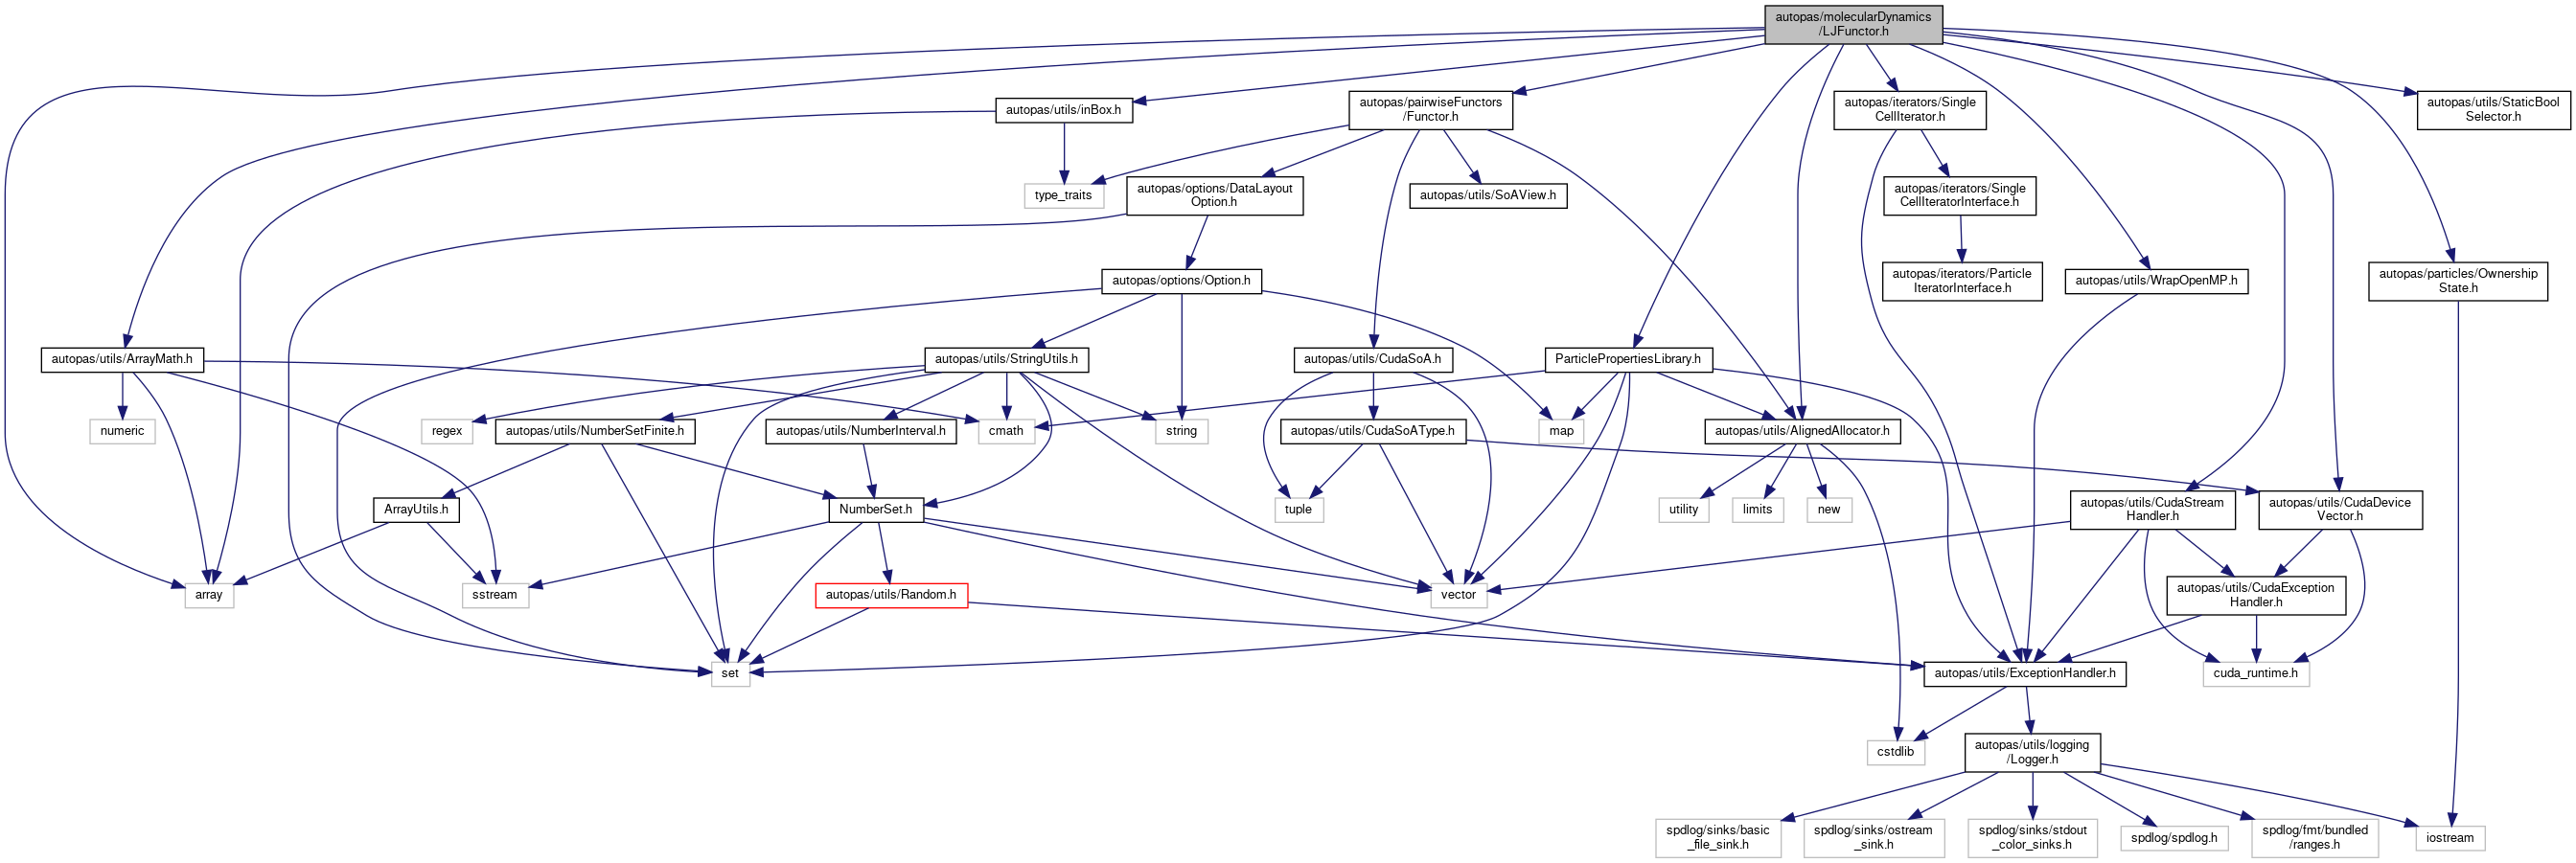 autopas/molecularDynamics
/LJFunctor.h
autopas/utils/inBox.h
autopas/pairwiseFunctors
/Functor.h
autopas/iterators/Single
CellIterator.h
autopas/utils/StaticBool
Selector.h
type_traits
autopas/options/DataLayout
Option.h
autopas/utils/SoAView.h
autopas/iterators/Single
CellIteratorInterface.h
autopas/options/Option.h
autopas/iterators/Particle
IteratorInterface.h
autopas/utils/WrapOpenMP.h
autopas/particles/Ownership
State.h
autopas/utils/ArrayMath.h
autopas/utils/StringUtils.h
autopas/utils/CudaSoA.h
ParticlePropertiesLibrary.h
numeric
regex
autopas/utils/NumberSetFinite.h
autopas/utils/NumberInterval.h
cmath
string
autopas/utils/CudaSoAType.h
map
autopas/utils/AlignedAllocator.h
ArrayUtils.h
NumberSet.h
tuple
utility
limits
new
autopas/utils/CudaStream
Handler.h
autopas/utils/CudaDevice
Vector.h
array
sstream
autopas/utils/Random.h
vector
autopas/utils/CudaException
Handler.h
set
autopas/utils/ExceptionHandler.h
cuda_runtime.h
cstdlib
autopas/utils/logging
/Logger.h
spdlog/sinks/basic
_file_sink.h
spdlog/sinks/ostream
_sink.h
spdlog/sinks/stdout
_color_sinks.h
spdlog/spdlog.h
spdlog/fmt/bundled
/ranges.h
iostream